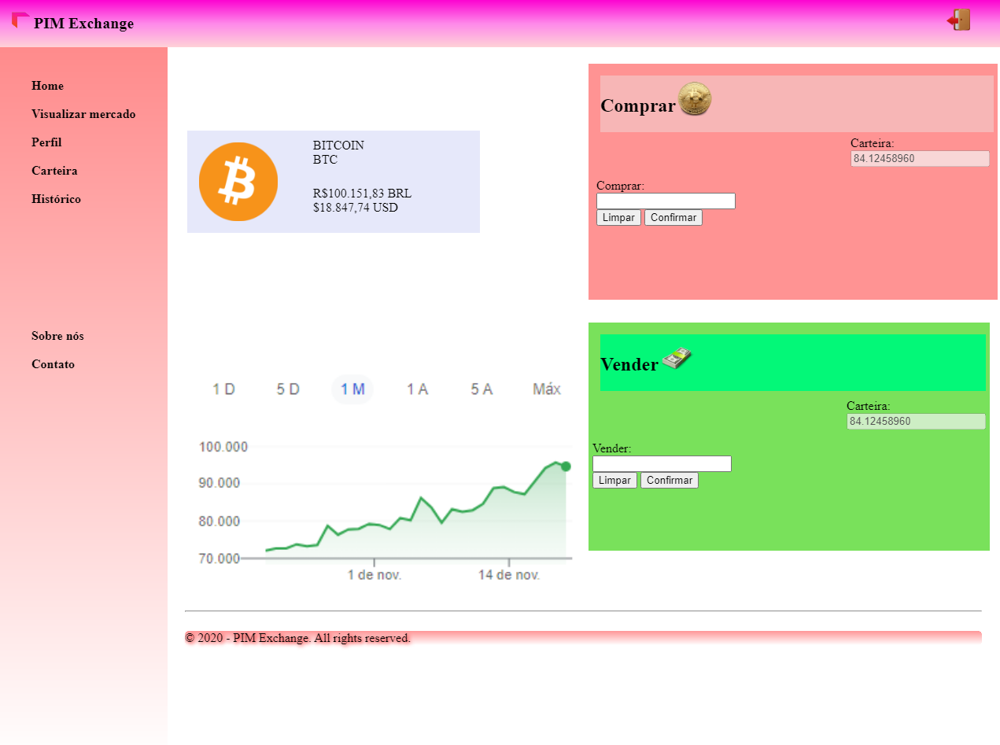 PIM Exchange
Home
Visualizar mercado
Perfil
Carteira
Histórico
Sobre nós
Contato
BITCOIN
BTC
R$100.151,83 BRL
$18.847,74 USD
1 D 5 D 1 M 1 A 5 A Máx
100.000
90.000
80.000
70.000
1 de nov. 14 de nov.
Comprar
Carteira:
84.12458960
Comprar:
Limpar Confirmar
Vender
Carteira:
84.12458960
Vender:
Limpar Confirmar
© 2020 - PIM Exchange. All rights reserved.